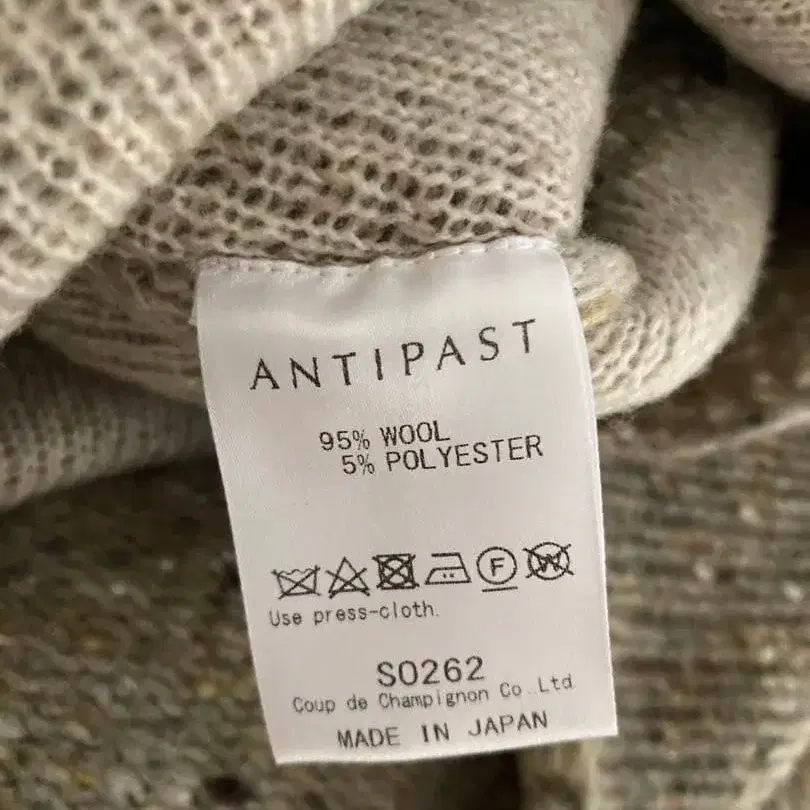 ANTIPAST
95% WOOL
5% POLYESTER
F W
Use press-cloth.
S0262
Coup de Champignon Co.,Ltd.
MADE IN JAPAN